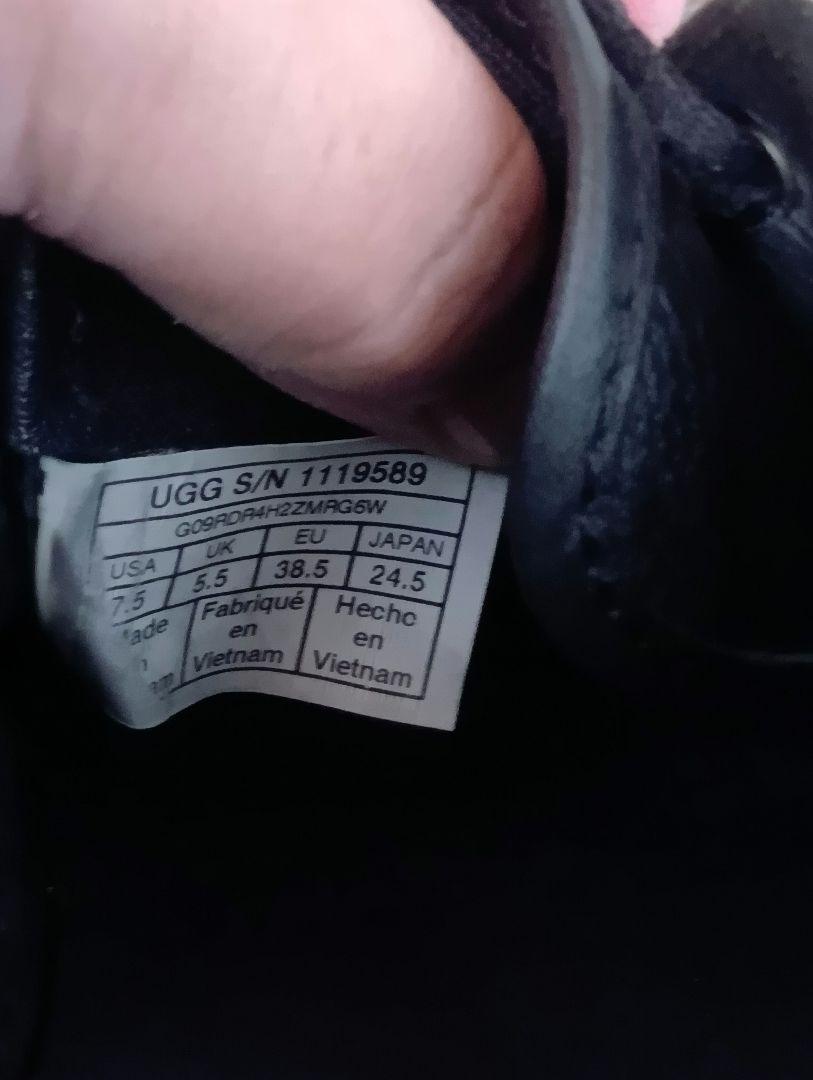 UGG S/N 1119589
G09RDR4H2ZMRG6W
USA UK EU JAPAN
7.5 5.5 38.5 24.5
Fabriqué en Vietnam
Hecho en Vietnam